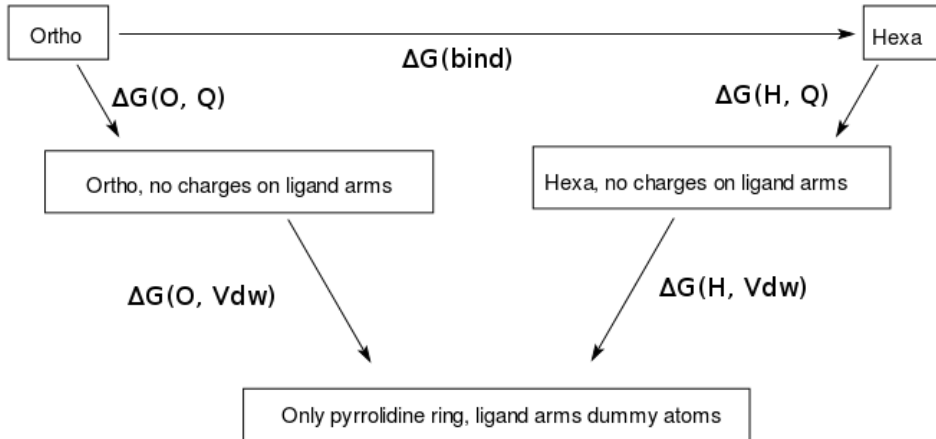 Ortho
Hexa
ΔG(bind)
ΔG(O, Q)
ΔG(H, Q)
Ortho, no charges on ligand arms
Hexa, no charges on ligand arms
ΔG(O, Vdw)
ΔG(H, Vdw)
Only pyrrolidine ring, ligand arms dummy atoms